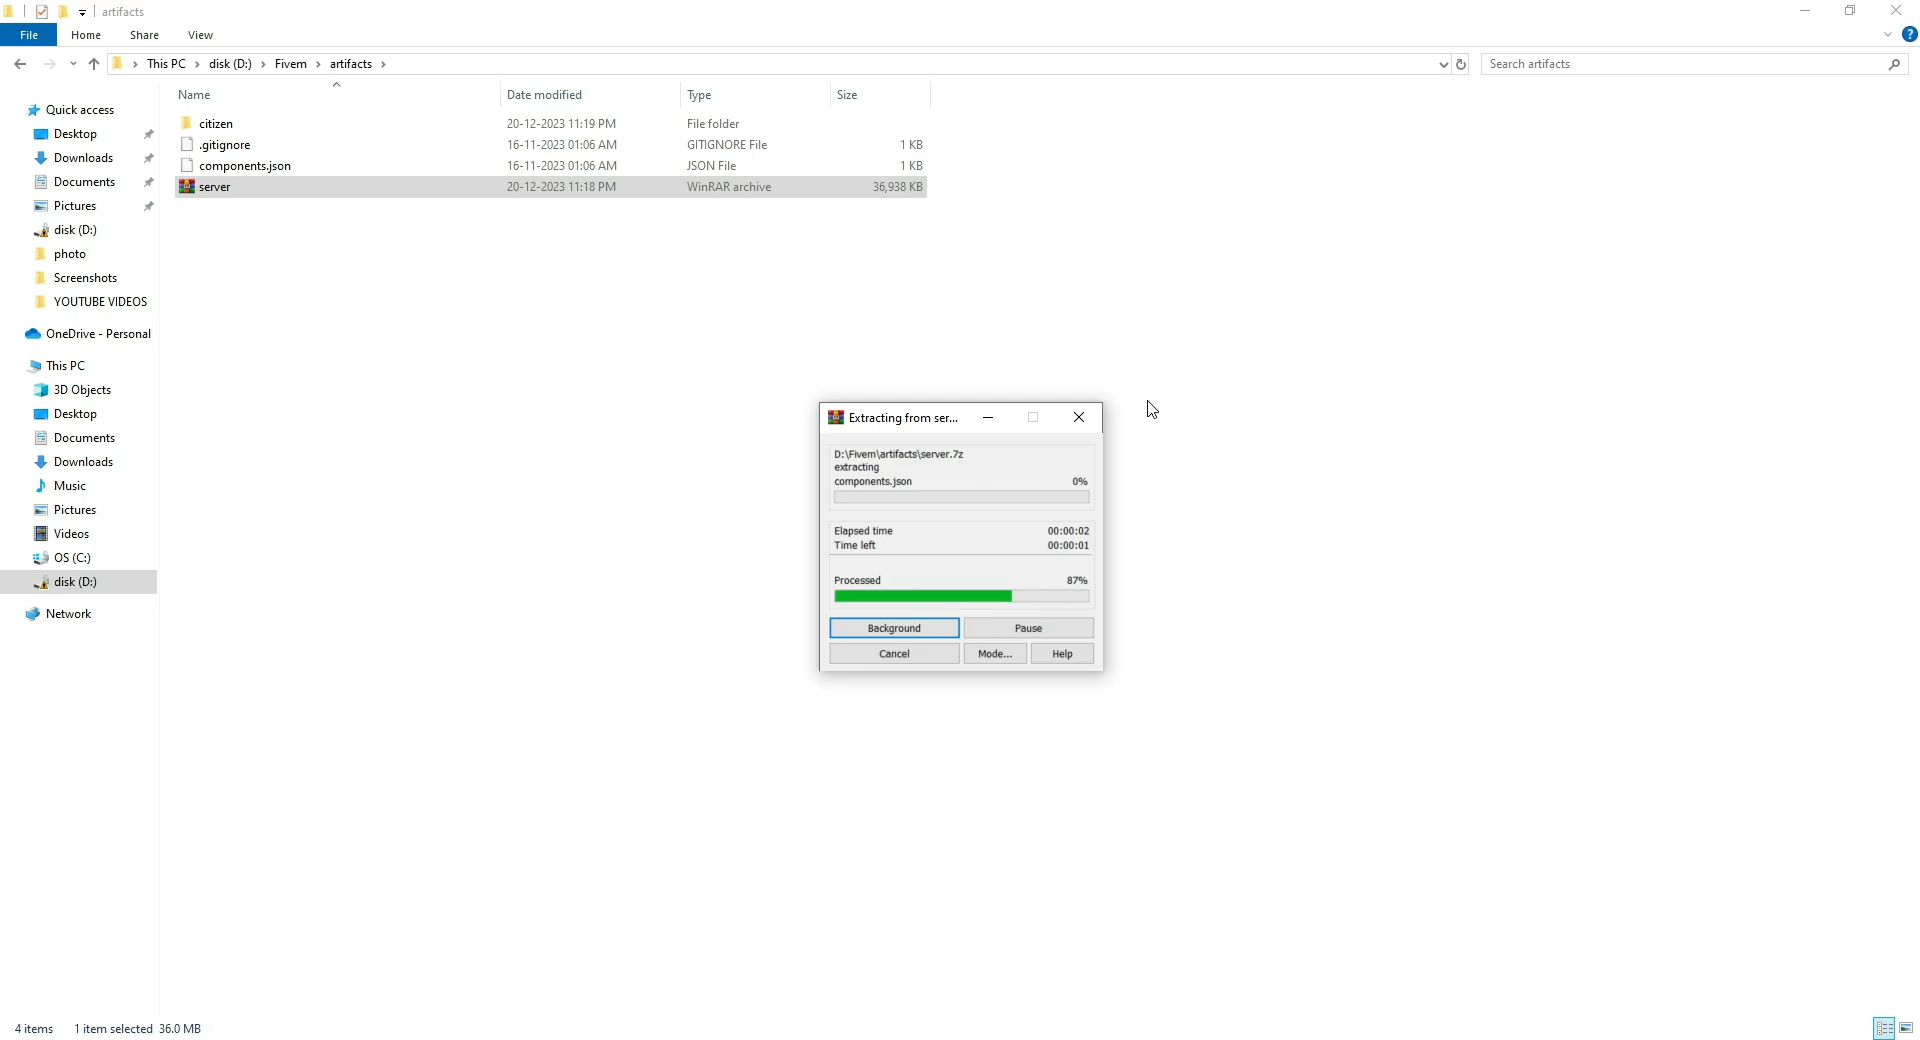 artifacts
File Home Share View
This PC disk (D:) Fivem artifacts
Search artifacts
Name Date modified Type Size
citizen 20-12-2023 11:19 PM File folder
.gitignore 16-11-2023 01:06 AM GITIGNORE File 1 KB
components.json 16-11-2023 01:06 AM JSON File 1 KB
server 20-12-2023 11:18 PM WinRAR archive 36,938 KB
Quick access
Desktop
Downloads
Documents
Pictures
disk (D:)
photo
Screenshots
YOUTUBE VIDEOS
OneDrive - Personal
This PC
3D Objects
Desktop
Documents
Downloads
Music
Pictures
Videos
OS (C:)
disk (D:)
Network
Extracting from ser...
D:\Fivem\artifacts\server.7z
extracting
components.json 0%
Elapsed time 00:00:02
Time left 00:00:01
Processed 87%
Background Pause
Cancel Mode... Help
4 items 1 item selected 36.0 MB